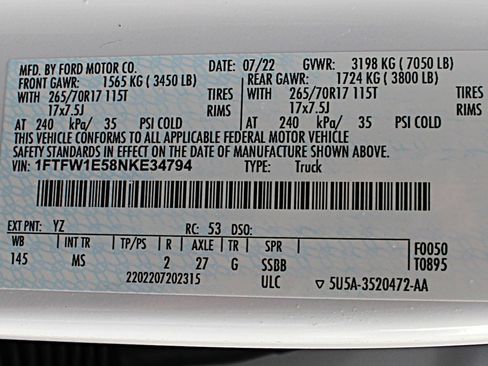 MFD. BY FORD MOTOR CO. DATE: 07/22 GVWR: 3198 KG ( 7050 LB)
FRONT GAWR: 1565 KG ( 3450 LB) REAR GAWR: 1724 KG ( 3800 LB)
WITH 265/70R17 115T TIRES WITH 265/70R17 115T TIRES
17x7.5J RIMS 17x7.5J RIMS
AT 240 kPa/ 35 PSI COLD AT 240 kPa/ 35 PSI COLD
THIS VEHICLE CONFORMS TO ALL APPLICABLE FEDERAL MOTOR VEHICLE
SAFETY STANDARDS IN EFFECT ON THE DATE OF MANUFACTURE SHOWN ABOVE.
VIN: 1FTFW1E58NKE34794 TYPE: Truck
EXT PNT: YZ RC: 53 DSO:
WB INT TR TP/PS R AXLE TR SPR F0050
145 MS 2 27 G SSBB T0895
2202207202315 ULC ▽ 5U5A-3520472-AA